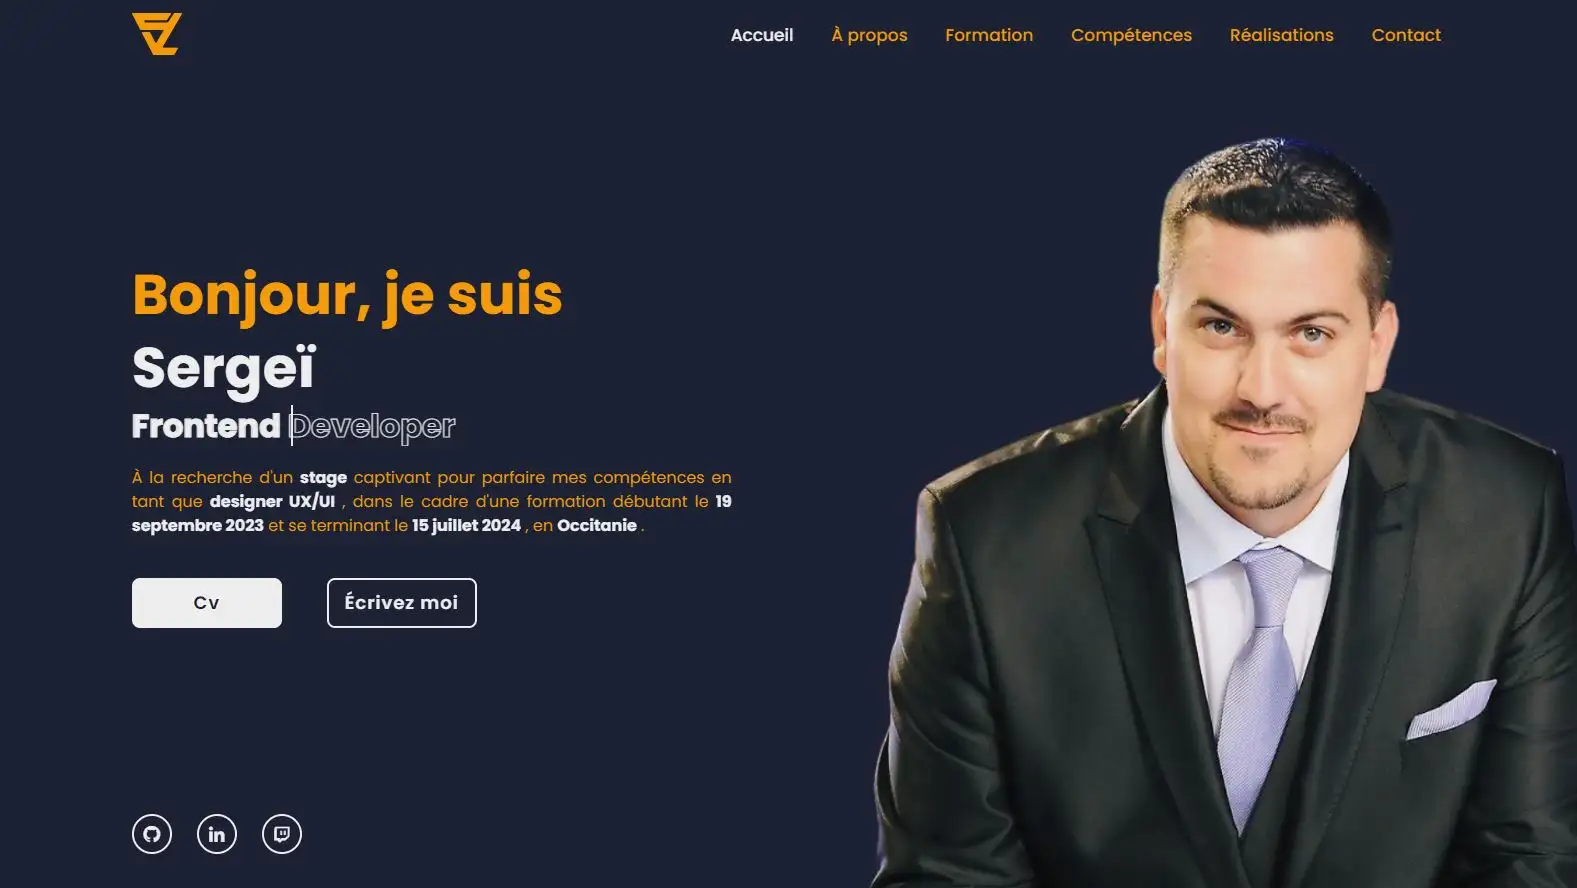 Accueil À propos Formation Compétences Réalisations Contact
Bonjour, je suis
Sergeï
Frontend Developer
À la recherche d'un stage captivant pour parfaire mes compétences en
tant que designer UX/UI , dans le cadre d'une formation débutant le 19
septembre 2023 et se terminant le 15 juillet 2024 , en Occitanie .
Cv Écrivez moi
in